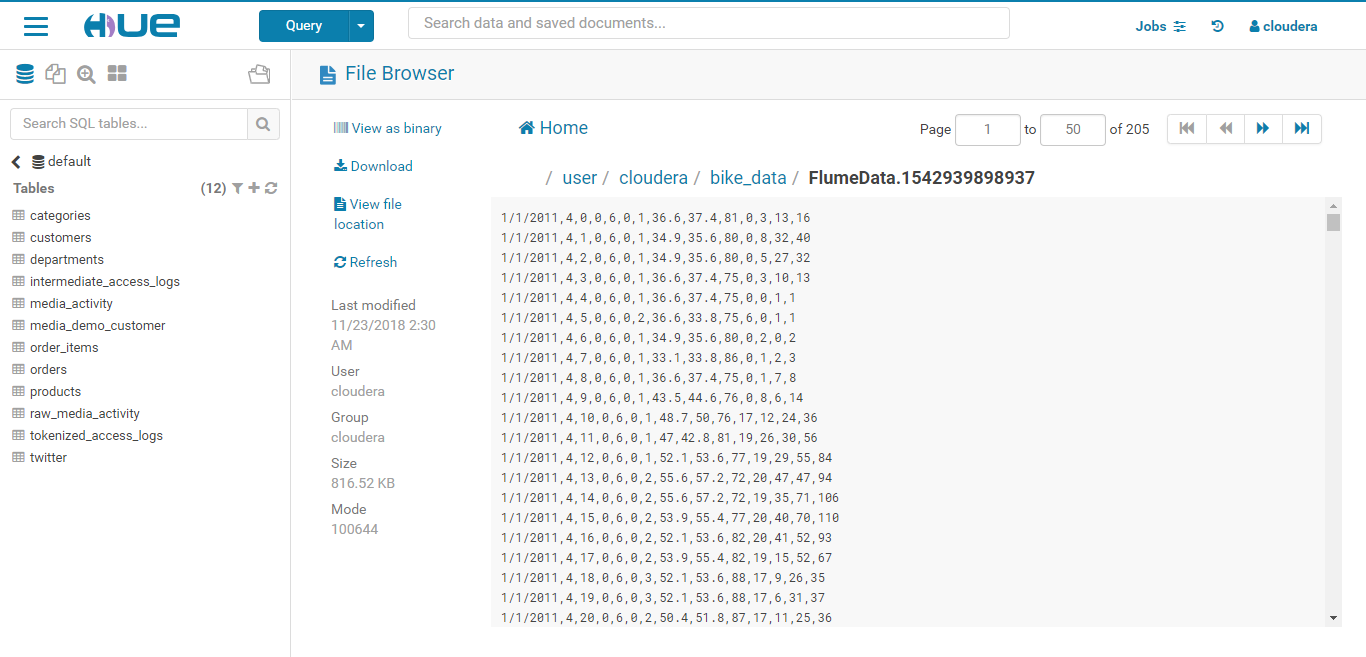 HUE
Query
Search data and saved documents...
Jobs
cloudera
File Browser
Search SQL tables...
default
Tables
(12)
categories
customers
departments
intermediate_access_logs
media_activity
media_demo_customer
order_items
orders
products
raw_media_activity
tokenized_access_logs
twitter
View as binary
Download
View file
location
Refresh
Last modified
11/23/2018 2:30
AM
User
cloudera
Group
cloudera
Size
816.52 KB
Mode
100644
Home
Page 1 to 50 of 205
/ user / cloudera / bike_data / FlumeData.1542939898937
1/1/2011,4,0,0,6,0,1,36.6,37.4,81,0,3,13,16
1/1/2011,4,1,0,6,0,1,34.9,35.6,80,0,8,32,40
1/1/2011,4,2,0,6,0,1,34.9,35.6,80,0,5,27,32
1/1/2011,4,3,0,6,0,1,36.6,37.4,75,0,3,10,13
1/1/2011,4,4,0,6,0,1,36.6,37.4,75,0,0,1,1
1/1/2011,4,5,0,6,0,2,36.6,33.8,75,6,0,1,1
1/1/2011,4,6,0,6,0,1,34.9,35.6,80,0,2,0,2
1/1/2011,4,7,0,6,0,1,33.1,33.8,86,0,1,2,3
1/1/2011,4,8,0,6,0,1,36.6,37.4,75,0,1,7,8
1/1/2011,4,9,0,6,0,1,43.5,44.6,76,0,8,6,14
1/1/2011,4,10,0,6,0,1,48.7,50,76,17,12,24,36
1/1/2011,4,11,0,6,0,1,47,42.8,81,19,26,30,56
1/1/2011,4,12,0,6,0,1,52.1,53.6,77,19,29,55,84
1/1/2011,4,13,0,6,0,2,55.6,57.2,72,20,47,47,94
1/1/2011,4,14,0,6,0,2,55.6,57.2,72,19,35,71,106
1/1/2011,4,15,0,6,0,2,53.9,55.4,77,20,40,70,110
1/1/2011,4,16,0,6,0,2,52.1,53.6,82,20,41,52,93
1/1/2011,4,17,0,6,0,2,53.9,55.4,82,19,15,52,67
1/1/2011,4,18,0,6,0,3,52.1,53.6,88,17,9,26,35
1/1/2011,4,19,0,6,0,3,52.1,53.6,88,17,6,31,37
1/1/2011,4,20,0,6,0,2,50.4,51.8,87,17,11,25,36